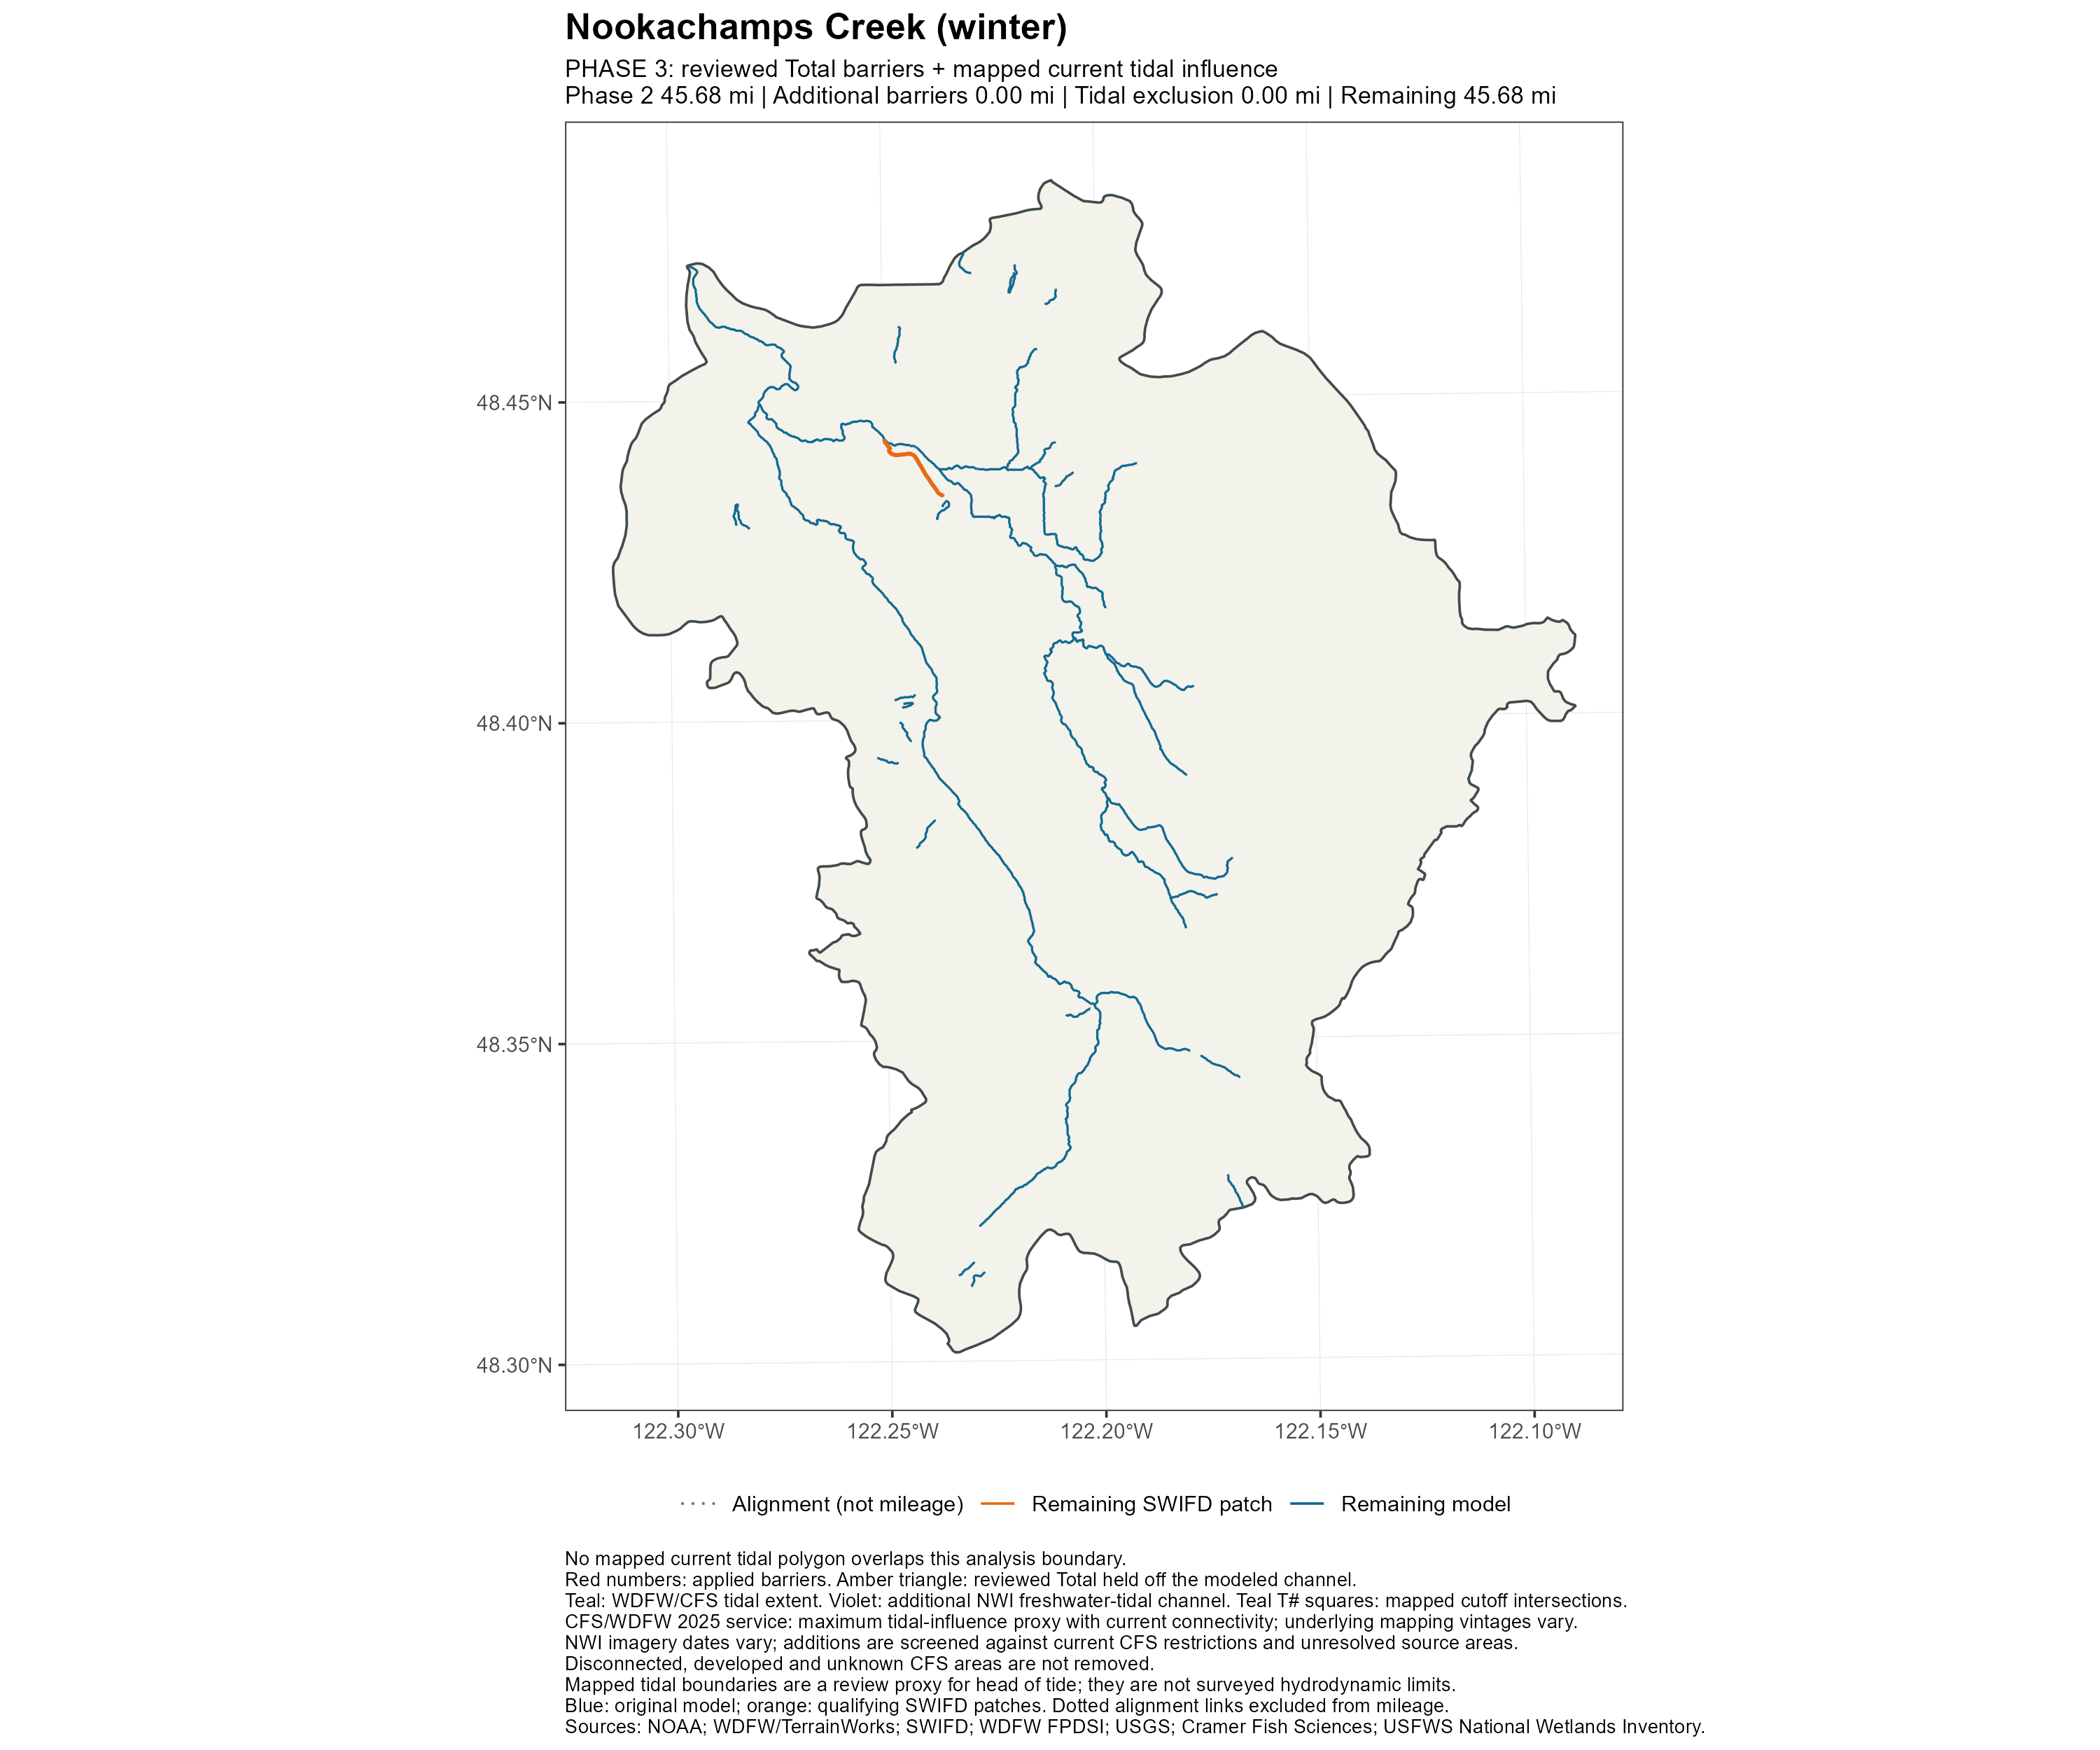 Nookachamps Creek (winter)
PHASE 3: reviewed Total barriers + mapped current tidal influence
Phase 2 45.68 mi | Additional barriers 0.00 mi | Tidal exclusion 0.00 mi | Remaining 45.68 mi
48.45°N
48.40°N
48.35°N
48.30°N
122.30°W 122.25°W 122.20°W 122.15°W 122.10°W
Alignment (not mileage) Remaining SWIFD patch Remaining model
No mapped current tidal polygon overlaps this analysis boundary.
Red numbers: applied barriers. Amber triangle: reviewed Total held off the modeled channel.
Teal: WDFW/CFS tidal extent. Violet: additional NWI freshwater-tidal channel. Teal T# squares: mapped cutoff intersections.
CFS/WDFW 2025 service: maximum tidal-influence proxy with current connectivity; underlying mapping vintages vary.
NWI imagery dates vary; additions are screened against current CFS restrictions and unresolved source areas.
Disconnected, developed and unknown CFS areas are not removed.
Mapped tidal boundaries are a review proxy for head of tide; they are not surveyed hydrodynamic limits.
Blue: original model; orange: qualifying SWIFD patches. Dotted alignment links excluded from mileage.
Sources: NOAA; WDFW/TerrainWorks; SWIFD; WDFW FPDSI; USGS; Cramer Fish Sciences; USFWS National Wetlands Inventory.